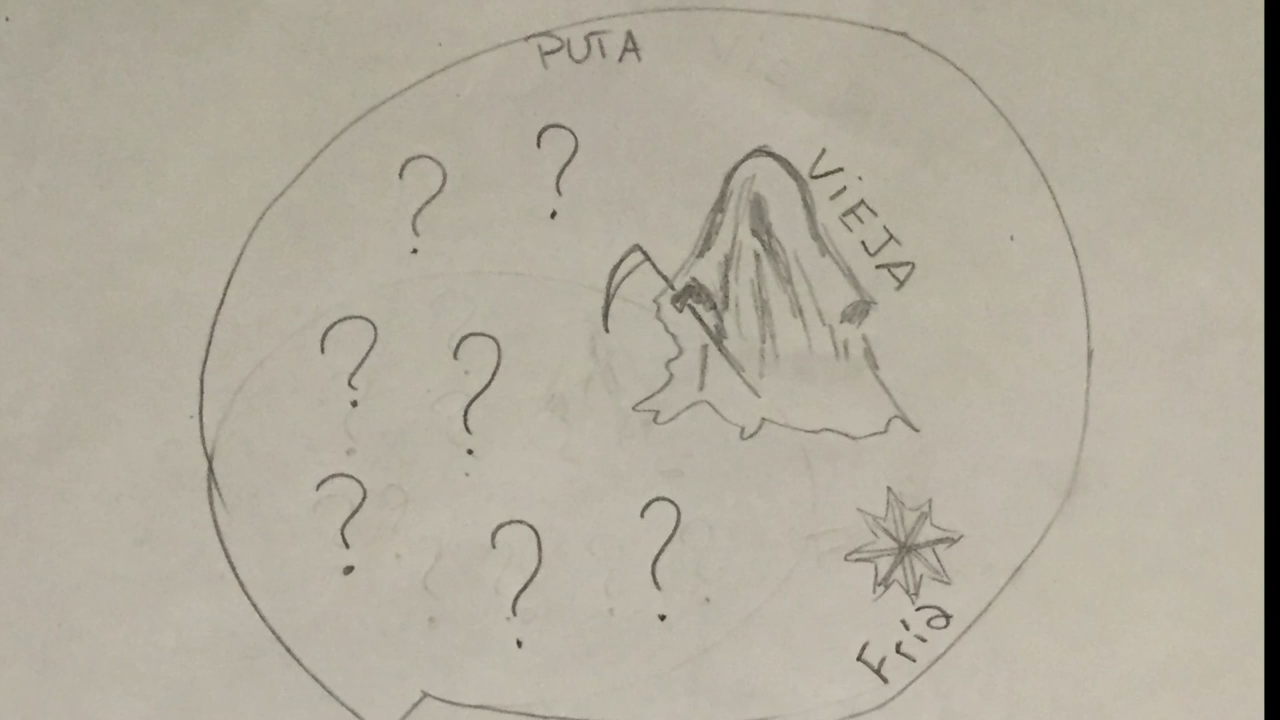 PUTA
? ?
VIEJA
? ?
? ? ?
Fría